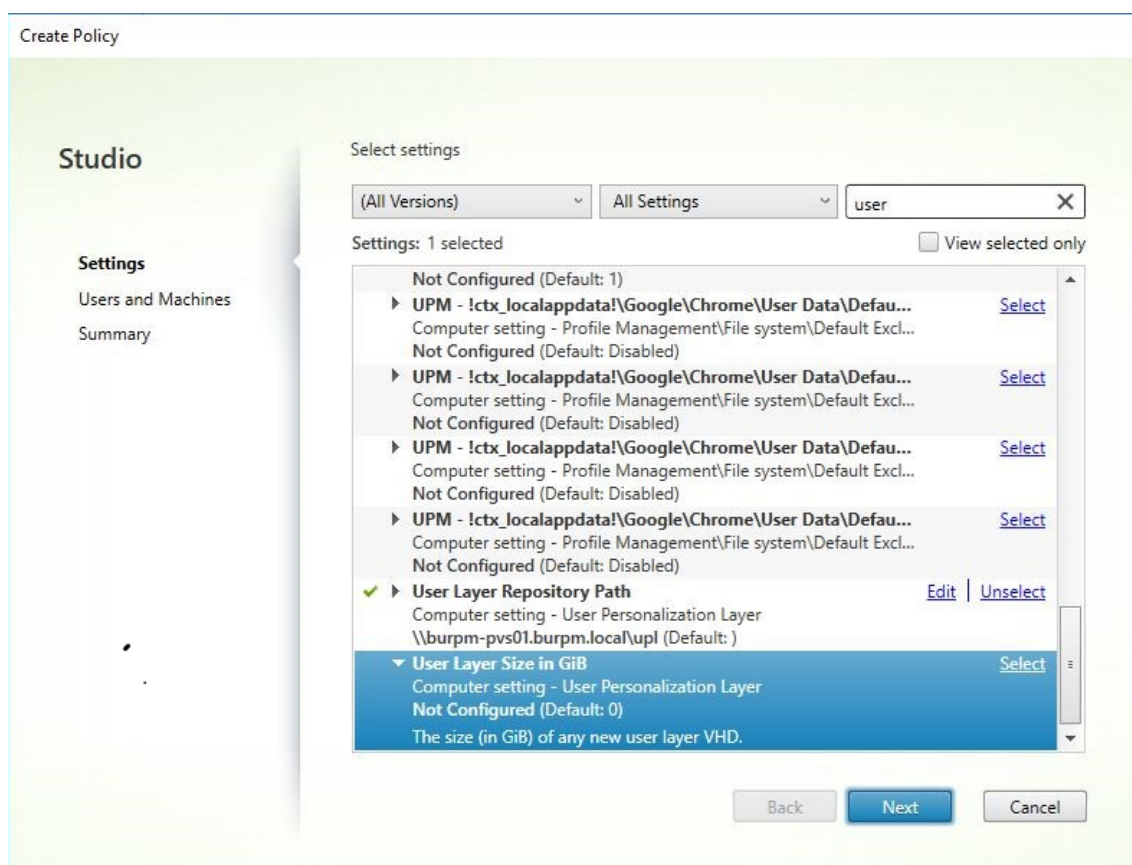 Create Policy
Studio
Settings
Users and Machines
Summary
Select settings
(All Versions) All Settings user
Settings: 1 selected View selected only
Not Configured (Default: 1)
UPM - !ctx_localappdata!\Google\Chrome\User Data\Defau... Select
Computer setting - Profile Management\File system\Default Excl...
Not Configured (Default: Disabled)
UPM - !ctx_localappdata!\Google\Chrome\User Data\Defau... Select
Computer setting - Profile Management\File system\Default Excl...
Not Configured (Default: Disabled)
UPM - !ctx_localappdata!\Google\Chrome\User Data\Defau... Select
Computer setting - Profile Management\File system\Default Excl...
Not Configured (Default: Disabled)
UPM - !ctx_localappdata!\Google\Chrome\User Data\Defau... Select
Computer setting - Profile Management\File system\Default Excl...
Not Configured (Default: Disabled)
User Layer Repository Path Edit | Unselect
Computer setting - User Personalization Layer
\\burpm-pvs01.burpm.local\upl (Default: )
User Layer Size in GiB Select
Computer setting - User Personalization Layer
Not Configured (Default: 0)
The size (in GiB) of any new user layer VHD.
Back Next Cancel